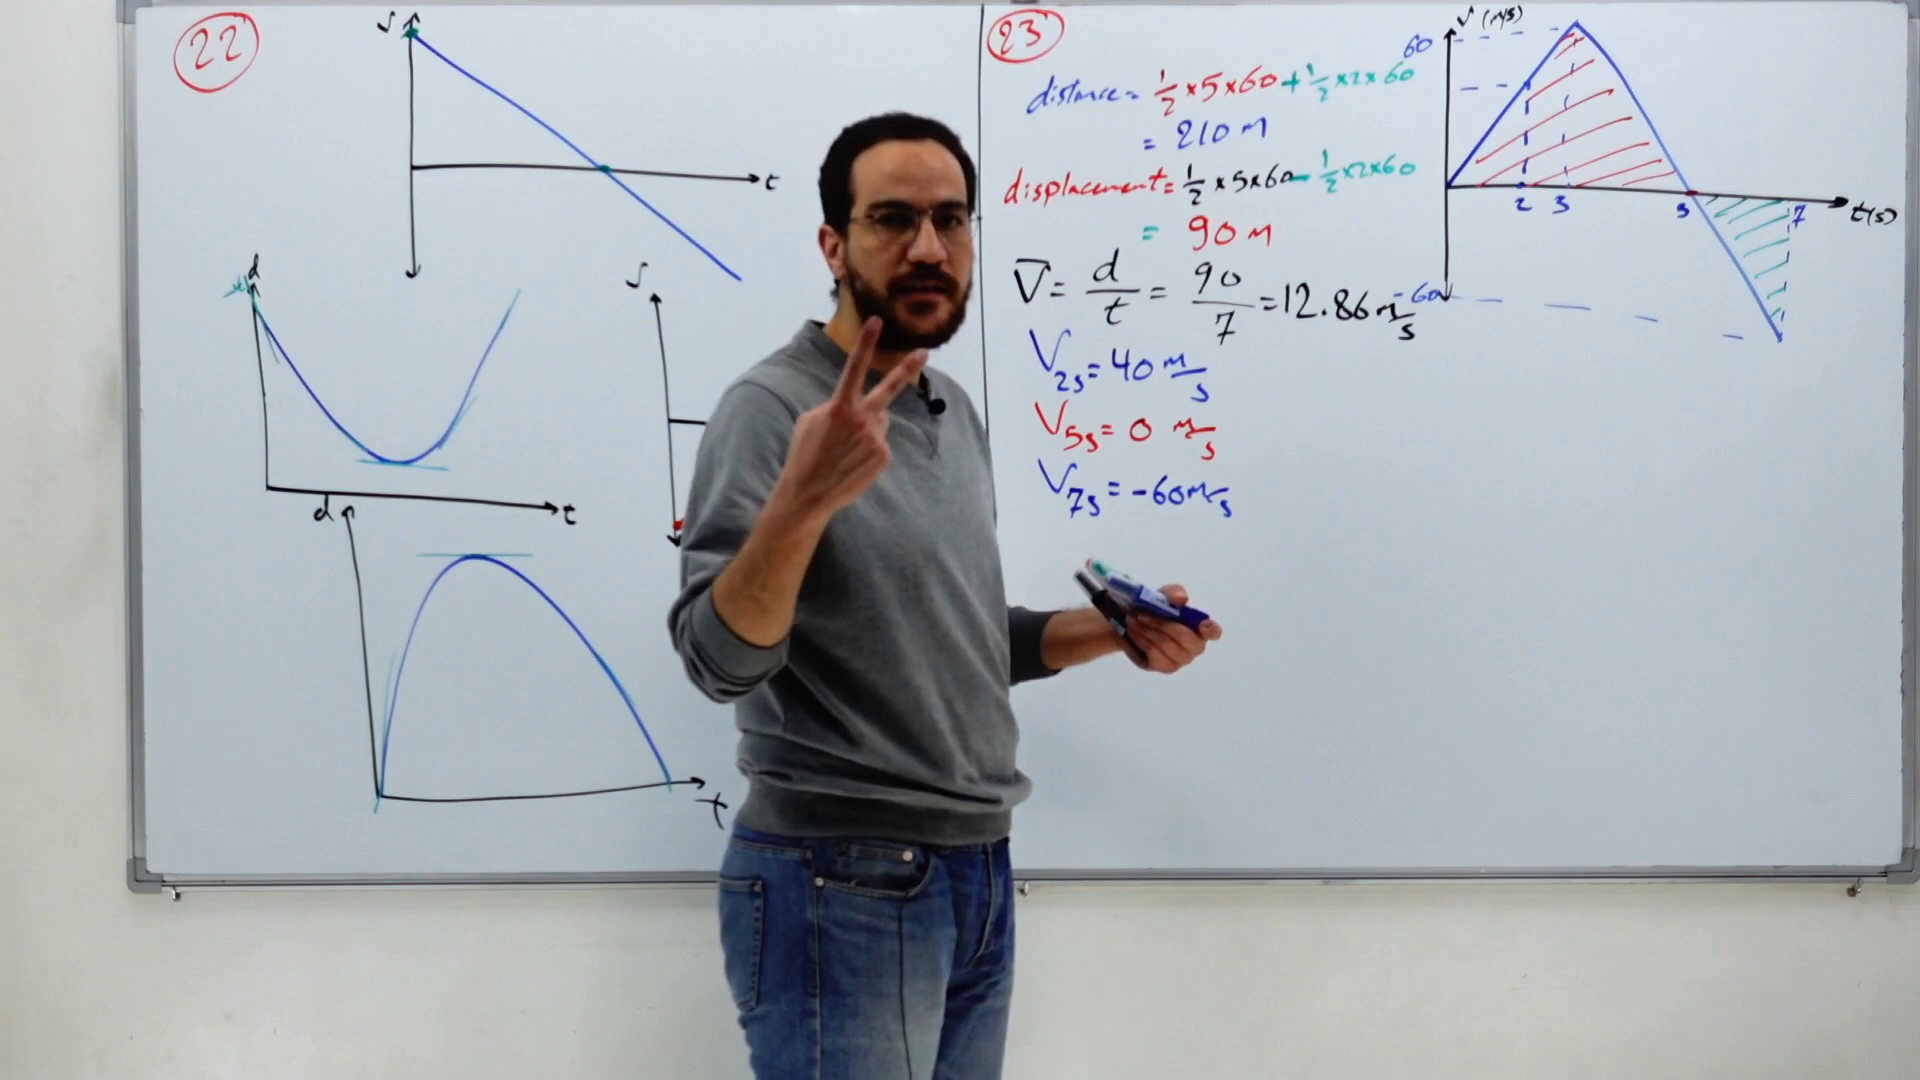 22
v
t
d
t
v
d
t
23
distance = 1/2 × 5 × 60 + 1/2 × 2 × 60
= 210 m
displacement = 1/2 × 5 × 60 - 1/2 × 2 × 60
= 90 m
V̄ = d/t = 90/7 = 12.86 m/s
V2s = 40 m/s
V5s = 0 m/s
V7s = -60 m/s
v (m/s)
60
2 3 5 7 t(s)
-60